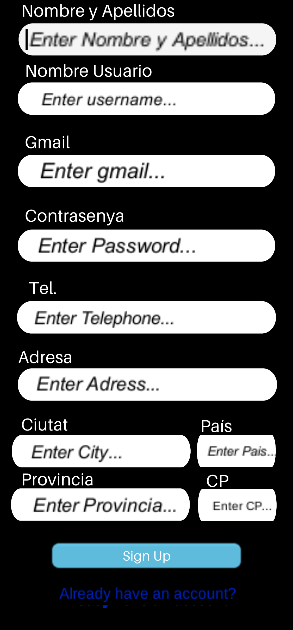 Nombre y Apellidos
Enter Nombre y Apellidos...
Nombre Usuario
Enter username...
Gmail
Enter gmail...
Contrasenya
Enter Password...
Tel.
Enter Telephone...
Adresa
Enter Adress...
Ciutat
País
Enter City...
Enter Pais...
Provincia
CP
Enter Provincia...
Enter CP...
Sign Up
Already have an account?